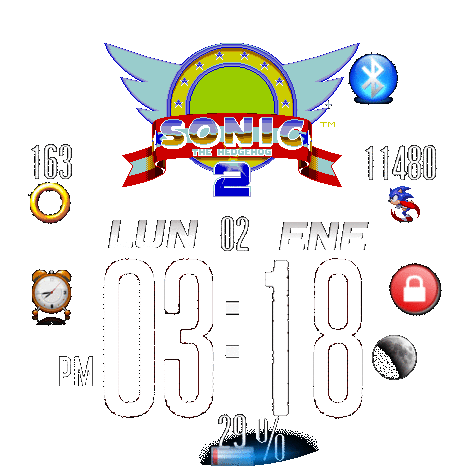 SONIC
TM
THE HEDGEHOG
2
163
11480
LUN 02 ENE
03:18
PM
29 %